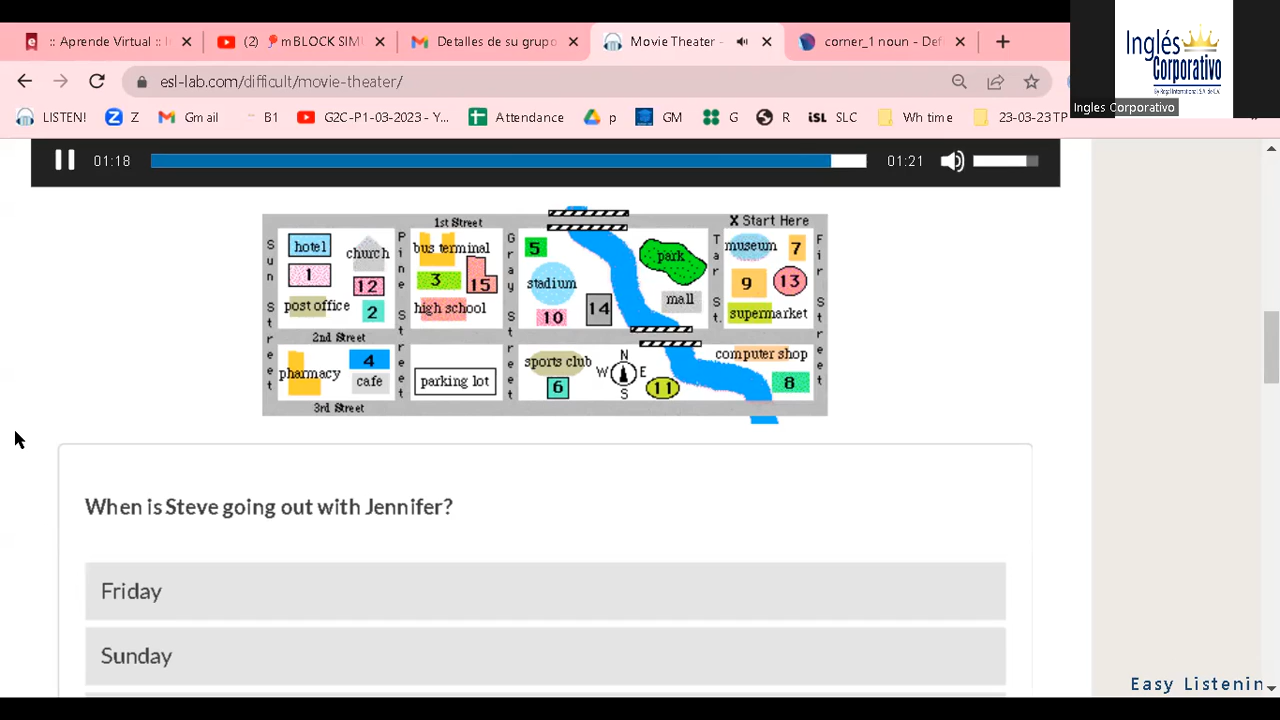 :: Aprende Virtual :: I
(2) mBLOCK SIM
Detalles de su grupo
Movie Theater -
corner_1 noun - Def
esl-lab.com/difficult/movie-theater/
LISTEN!
Z
Gmail
B1
G2C-P1-03-2023 - Y...
Attendance
p
GM
G
R
iSL SLC
Wh time
23-03-23 TP
Inglés
Corporativo
Ingles Corporativo
01:18
01:21
1st Street
X Start Here
Sun Street
Pine Street
Gray Street
Tar St.
Fir Street
hotel
church
bus terminal
5
park
museum
7
1
12
3
15
stadium
mall
9
13
post office
2
high school
10
14
supermarket
2nd Street
pharmacy
4
cafe
parking lot
sports club
6
N
W
E
S
11
computer shop
8
3rd Street
When is Steve going out with Jennifer?
Friday
Sunday
Easy Listenin